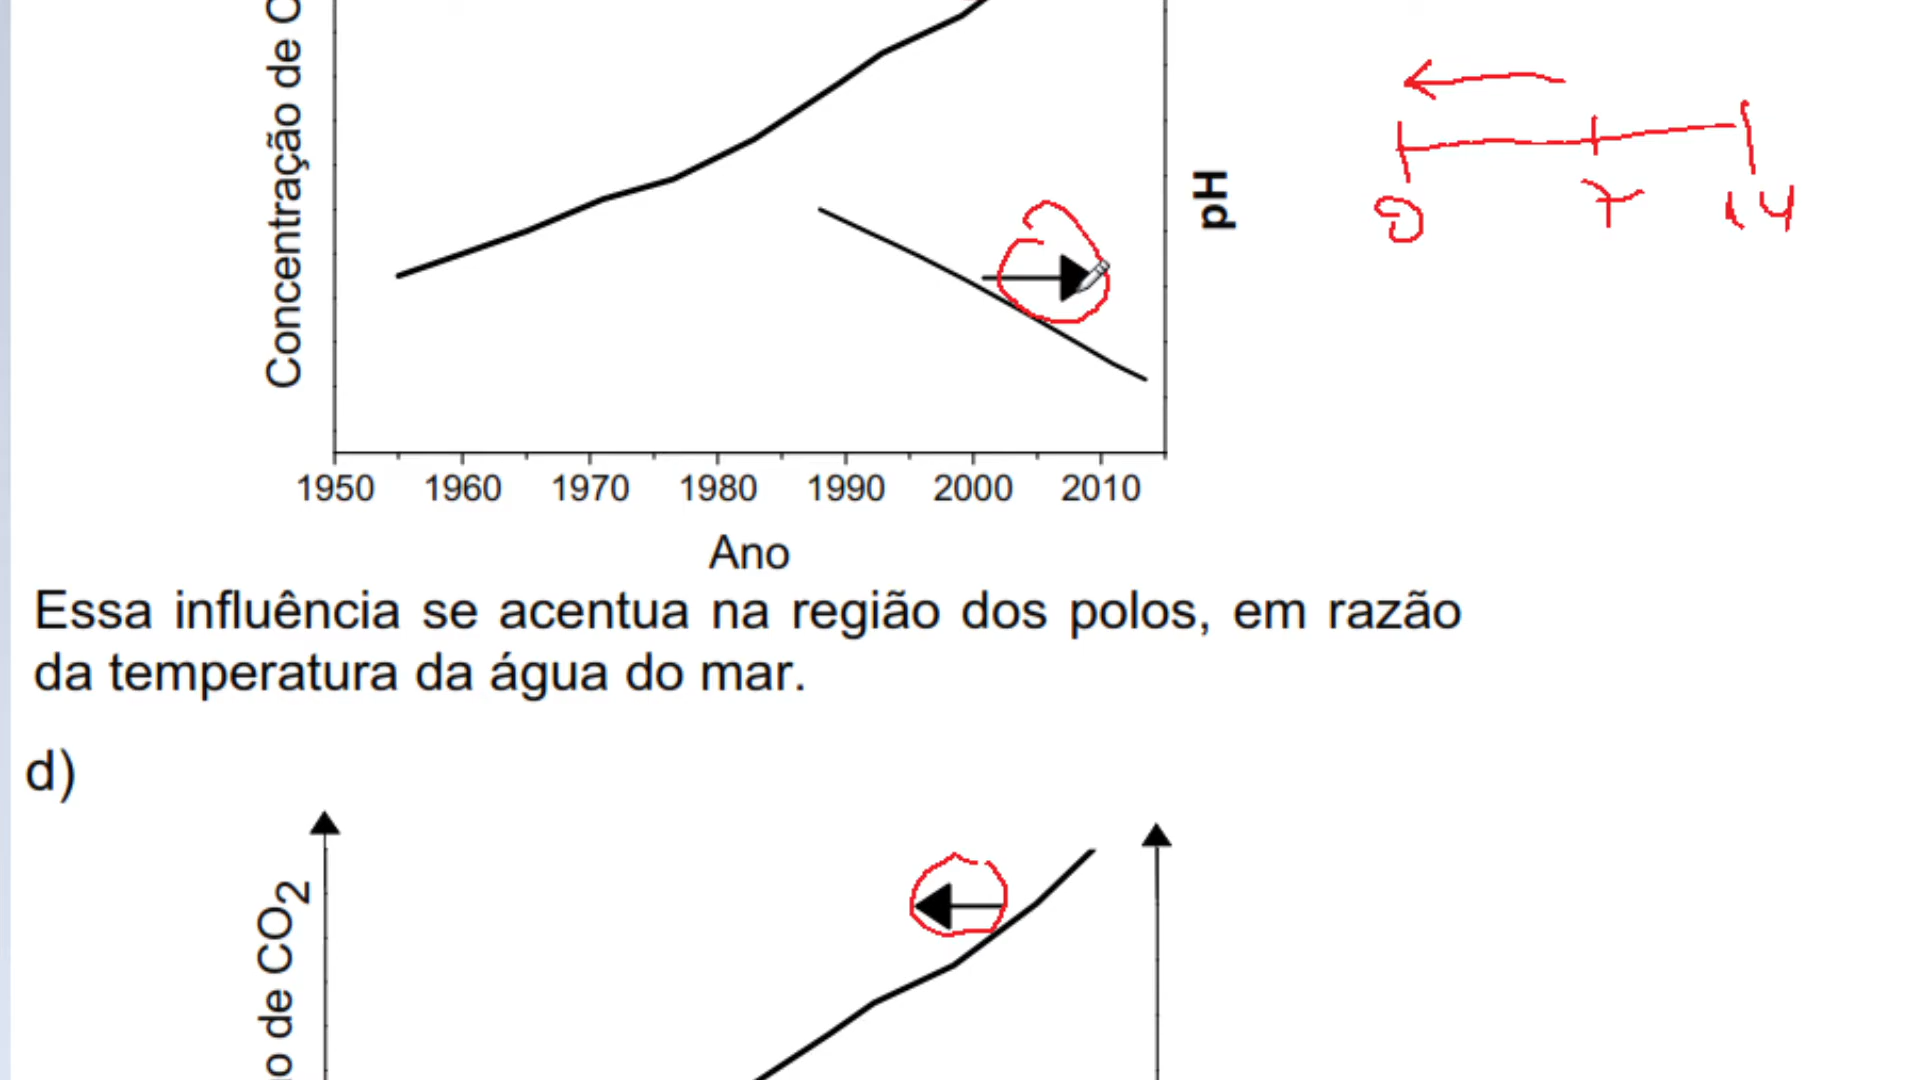 Concentração de C
pH
0 7 14
1950 1960 1970 1980 1990 2000 2010
Ano
Essa influência se acentua na região dos polos, em razão
da temperatura da água do mar.
d)
o de CO2